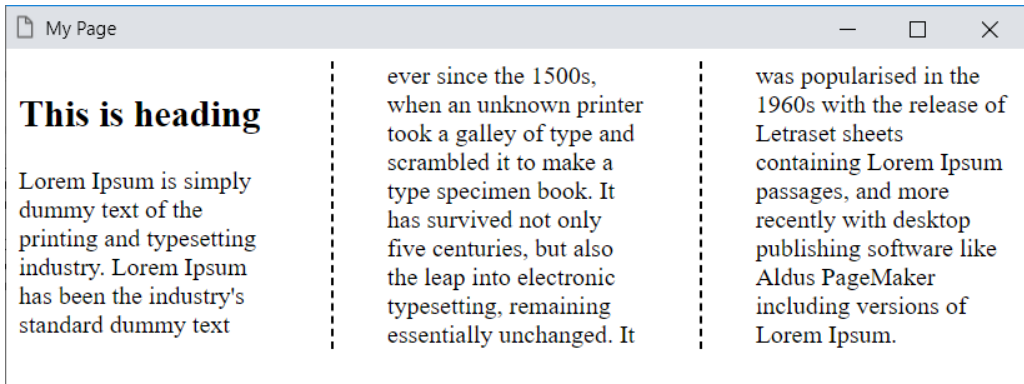 My Page
This is heading
Lorem Ipsum is simply
dummy text of the
printing and typesetting
industry. Lorem Ipsum
has been the industry's
standard dummy text
ever since the 1500s,
when an unknown printer
took a galley of type and
scrambled it to make a
type specimen book. It
has survived not only
five centuries, but also
the leap into electronic
typesetting, remaining
essentially unchanged. It
was popularised in the
1960s with the release of
Letraset sheets
containing Lorem Ipsum
passages, and more
recently with desktop
publishing software like
Aldus PageMaker
including versions of
Lorem Ipsum.